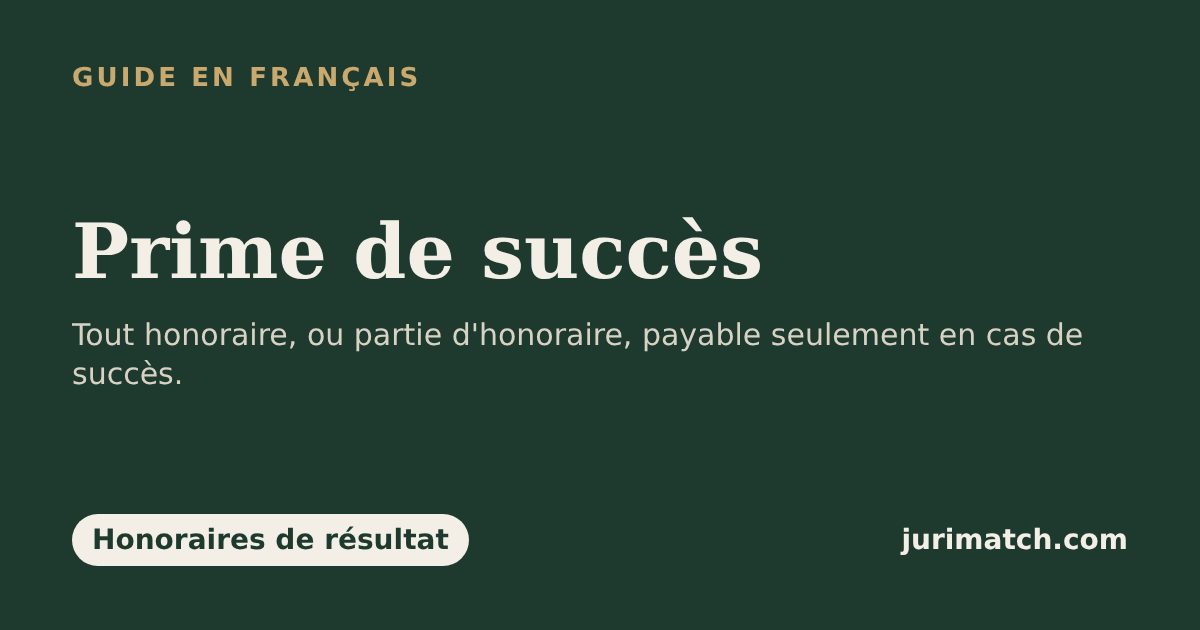 GUIDE EN FRANÇAIS
Prime de succès
Tout honoraire, ou partie d'honoraire, payable seulement en cas de
succès.
Honoraires de résultat
jurimatch.com